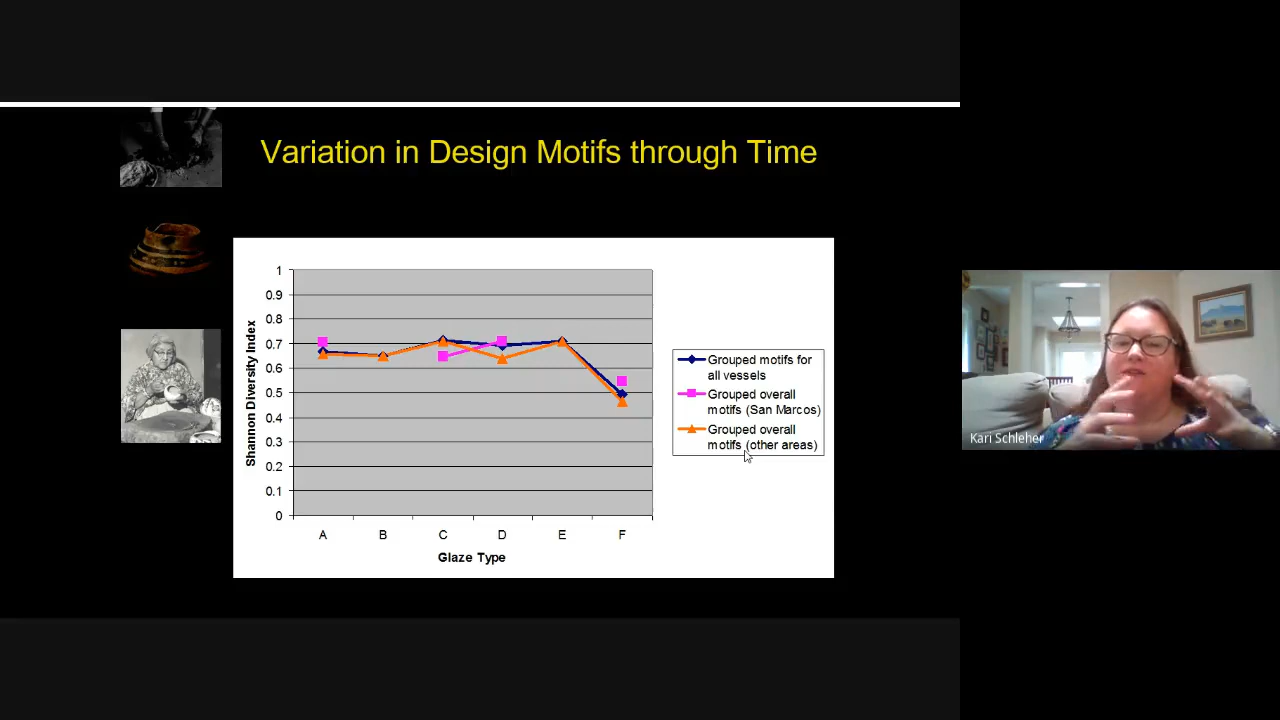 Variation in Design Motifs through Time
1
0.9
0.8
0.7
0.6
0.5
0.4
0.3
0.2
0.1
0
Shannon Diversity Index
A B C D E F
Glaze Type
Grouped motifs for
all vessels
Grouped overall
motifs (San Marcos)
Grouped overall
motifs (other areas)
Kari Schleher